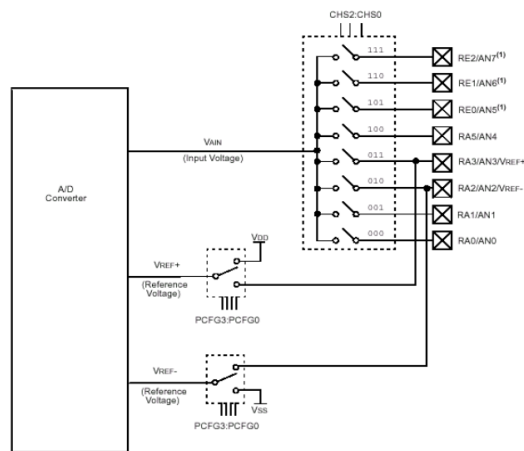 CHS2:CHS0
111
RE2/AN7(1)
110
RE1/AN6(1)
101
RE0/AN5(1)
100
RA5/AN4
VAIN
(Input Voltage)
011
RA3/AN3/VREF+
010
RA2/AN2/VREF-
A/D
Converter
001
RA1/AN1
000
RA0/AN0
VDD
VREF+
(Reference
Voltage)
PCFG3:PCFG0
VREF-
(Reference
Voltage)
VSS
PCFG3:PCFG0